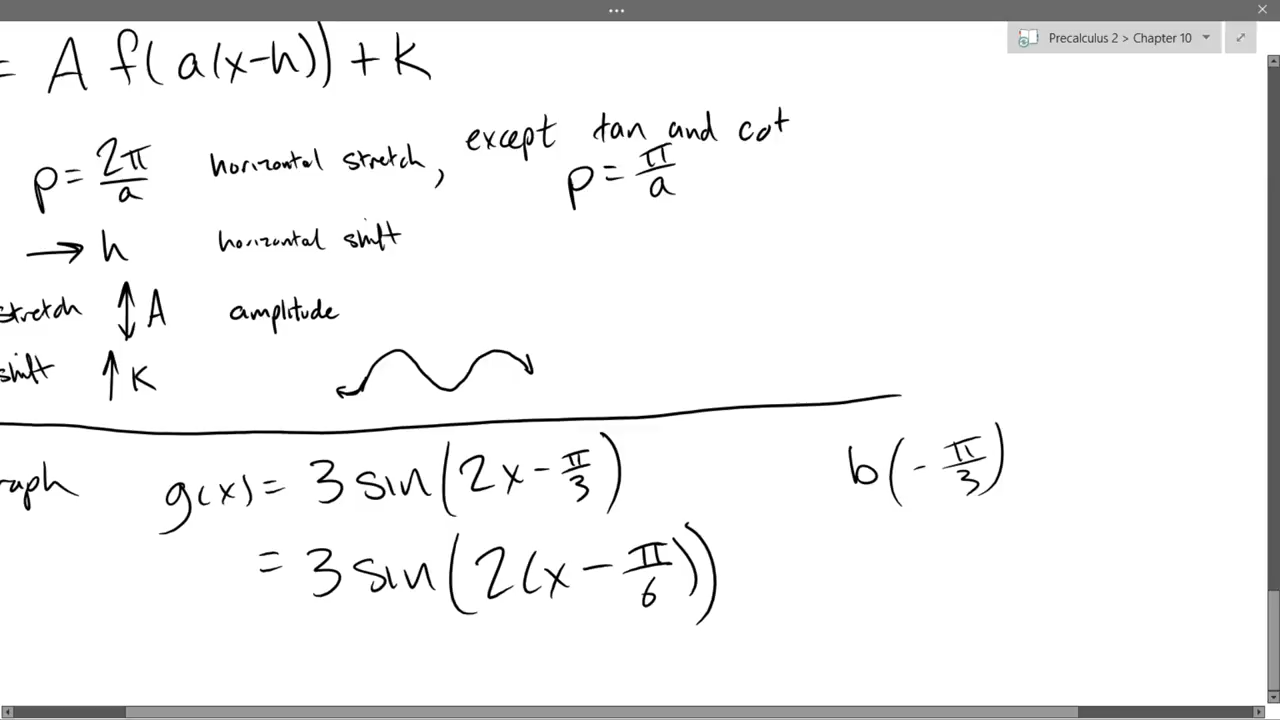 Precalculus 2 > Chapter 10
= A f(a(x-h)) + K
except tan and cot
p = 2π/a horizontal stretch, p = π/a
→ h horizontal shift
stretch ↕ A amplitude
shift ↑ K
raph g(x) = 3 sin(2x - π/3) b(-π/3)
= 3 sin(2(x - π/6))